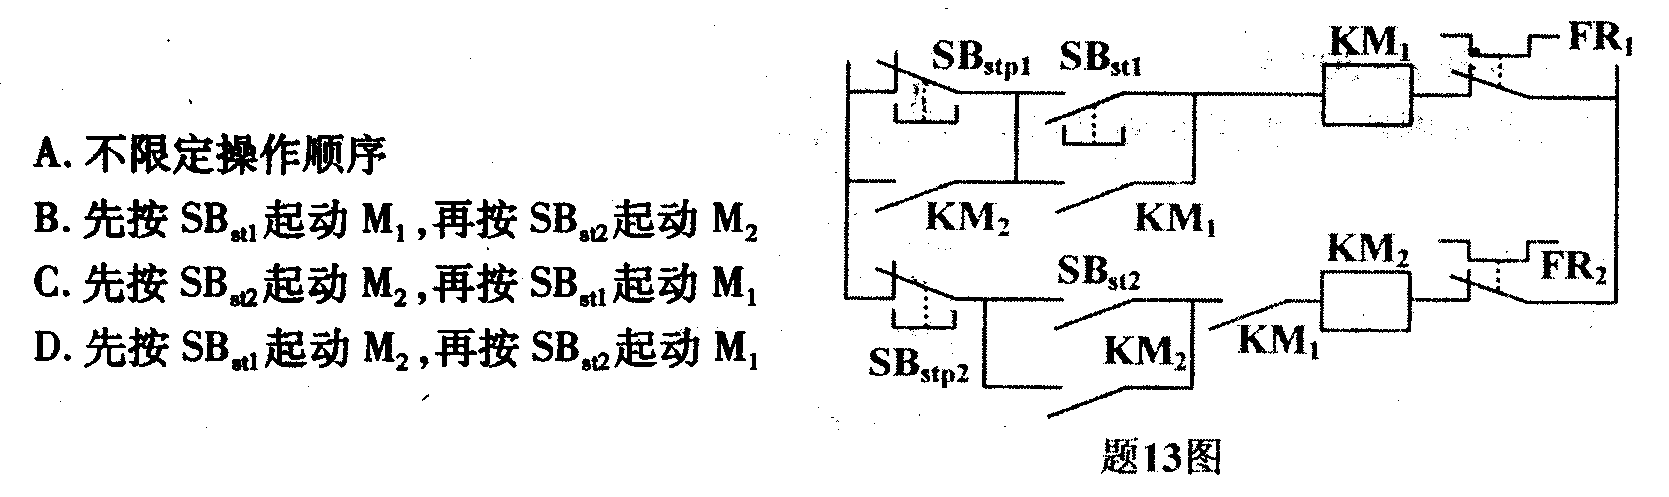 A. 不限定操作顺序
B. 先按 SBst1起动 M1,再按 SBst2起动 M2
C. 先按 SBst2起动 M2,再按 SBst1起动 M1
D. 先按 SBst1起动 M2,再按 SBst2起动 M1
SBstp1 SBst1 KM1 FR1
KM2 KM1
SBst2 KM2 FR2
SBstp2 KM2 KM1
题13图